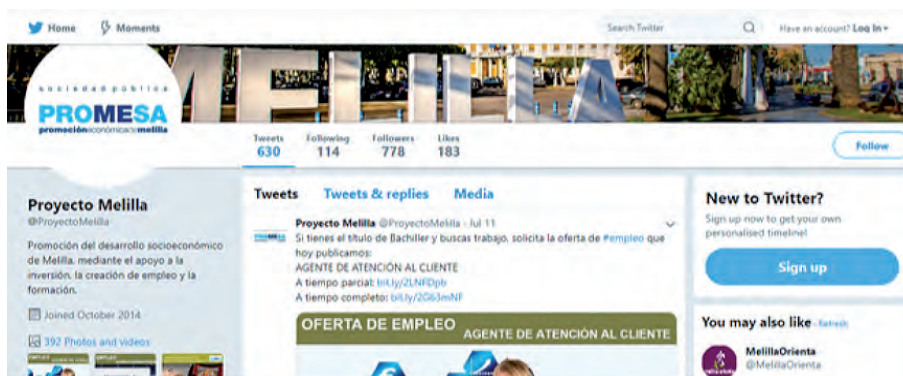 Home Moments Search Twitter Have an account? Log In
MELILLA
sociedad pública
PROMESA
promocióneconómicademelilla
Tweets Following Followers Likes
630 114 778 183
Follow
Proyecto Melilla
@ProyectoMelilla
Promoción del desarrollo socioeconómico
de Melilla, mediante el apoyo a la
inversión, la creación de empleo y la
formación.
Joined October 2014
392 Photos and videos
Tweets Tweets & replies Media
Proyecto Melilla @ProyectoMelilla · Jul 11
Si tienes el título de Bachiller y buscas trabajo, solicita la oferta de #empleo que
hoy publicamos:
AGENTE DE ATENCIÓN AL CLIENTE
A tiempo parcial: bit.ly/2LNFDpb
A tiempo completo: bit.ly/2G63mNF
OFERTA DE EMPLEO
AGENTE DE ATENCIÓN AL CLIENTE
New to Twitter?
Sign up now to get your own
personalised timeline!
Sign up
You may also like · Refresh
MelillaOrienta
@MelillaOrienta